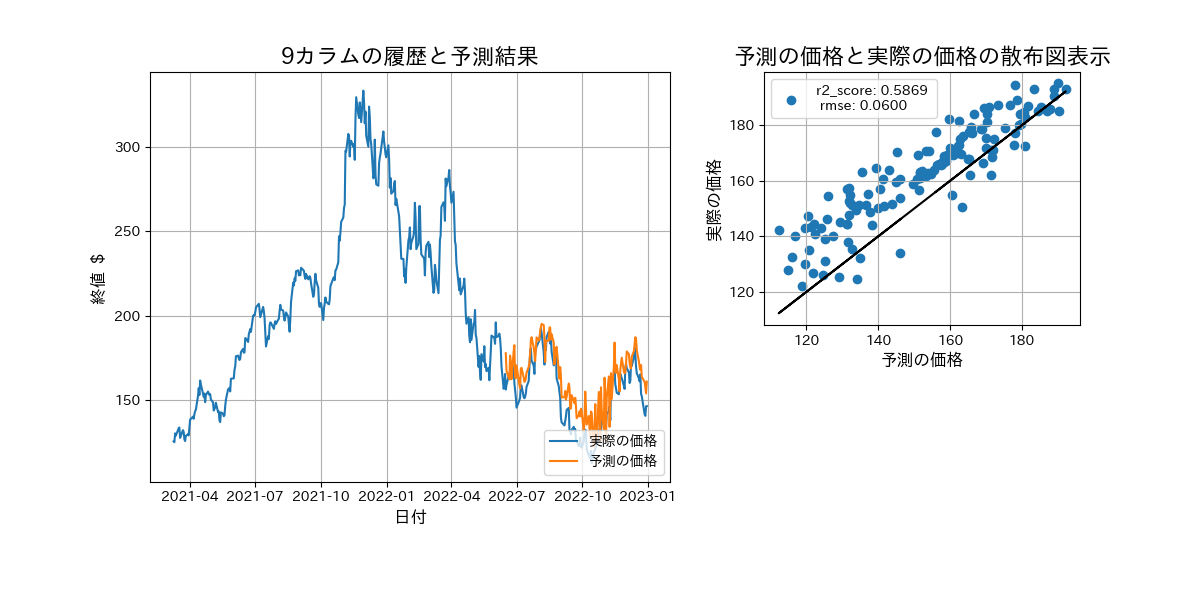 9カラムの履歴と予測結果
終値 $
300
250
200
150
2021-04 2021-07 2021-10 2022-01 2022-04 2022-07 2022-10 2023-01
日付
実際の価格
予測の価格
予測の価格と実際の価格の散布図表示
r2_score: 0.5869
rmse: 0.0600
実際の価格
180
160
140
120
120 140 160 180
予測の価格